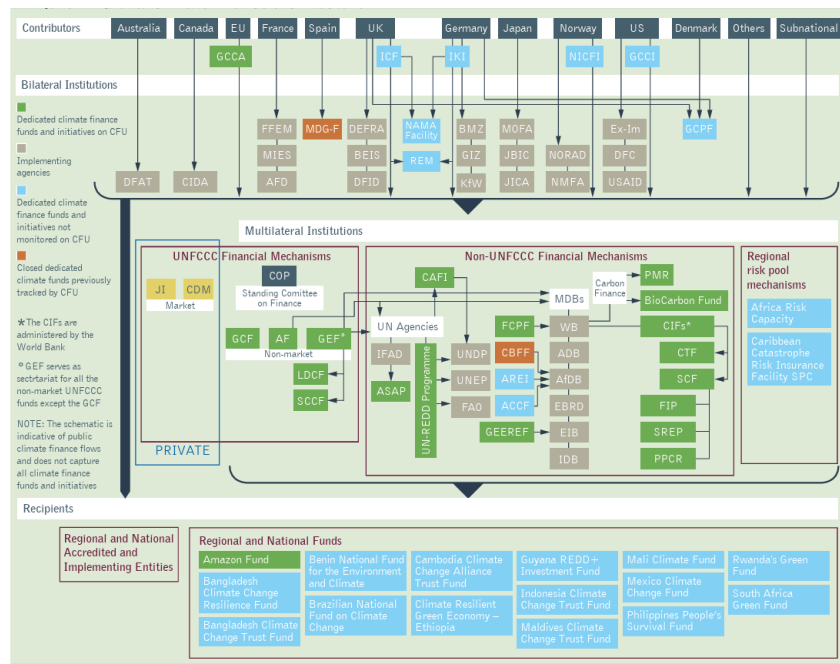 Contributors
Australia
Canada
EU
France
Spain
UK
Germany
Japan
Norway
US
Denmark
Others
Subnational
GCCA
ICF
IKI
NICFI
GCCI
Bilateral Institutions
Dedicated climate finance
funds and initiatives on CFU
Implementing
agencies
Dedicated climate
finance funds and
initiatives not
monitored on CFU
Closed dedicated
climate funds previously
tracked by CFU
*The CIFs are
administered by the
World Bank
° GEF serves as
sectrtariat for all the
non-market UNFCCC
funds except the GCF
NOTE: The schematic is
indicative of public
climate finance flows
and does not capture
all climate finance
funds and initiatives
DFAT
CIDA
FFEM
MIES
AFD
MDG-F
DEFRA
BEIS
DFID
NAMA
Facility
REM
BMZ
GIZ
KfW
MOFA
JBIC
JICA
NORAD
NMFA
Ex-Im
DFC
USAID
GCPF
Multilateral Institutions
UNFCCC Financial Mechanisms
COP
Standing Comittee
on Finance
JI
CDM
Market
GCF
AF
GEF°
Non-market
LDCF
SCCF
PRIVATE
Non-UNFCCC Financial Mechanisms
CAFI
UN Agencies
IFAD
ASAP
UN-REDD Programme
UNDP
UNEP
FAO
FCPF
CBFF
AREI
ACCF
GEEREF
MDBs
WB
ADB
AfDB
EBRD
EIB
IDB
Carbon
Finance
PMR
BioCarbon Fund
CIFs*
CTF
SCF
FIP
SREP
PPCR
Regional
risk pool
mechanisms
Africa Risk
Capacity
Caribbean
Catastrophe
Risk Insurance
Facility SPC
Recipients
Regional and National
Accredited and
Implementing Entities
Regional and National Funds
Amazon Fund
Bangladesh
Climate Change
Resilience Fund
Bangladesh Climate
Change Trust Fund
Benin National Fund
for the Environment
and Climate
Brazilian National
Fund on Climate
Change
Cambodia Climate
Change Alliance
Trust Fund
Climate Resilient
Green Economy –
Ethiopia
Guyana REDD+
Investment Fund
Indonesia Climate
Change Trust Fund
Maldives Climate
Change Trust Fund
Mali Climate Fund
Mexico Climate
Change Fund
Philippines People's
Survival Fund
Rwanda's Green
Fund
South Africa
Green Fund